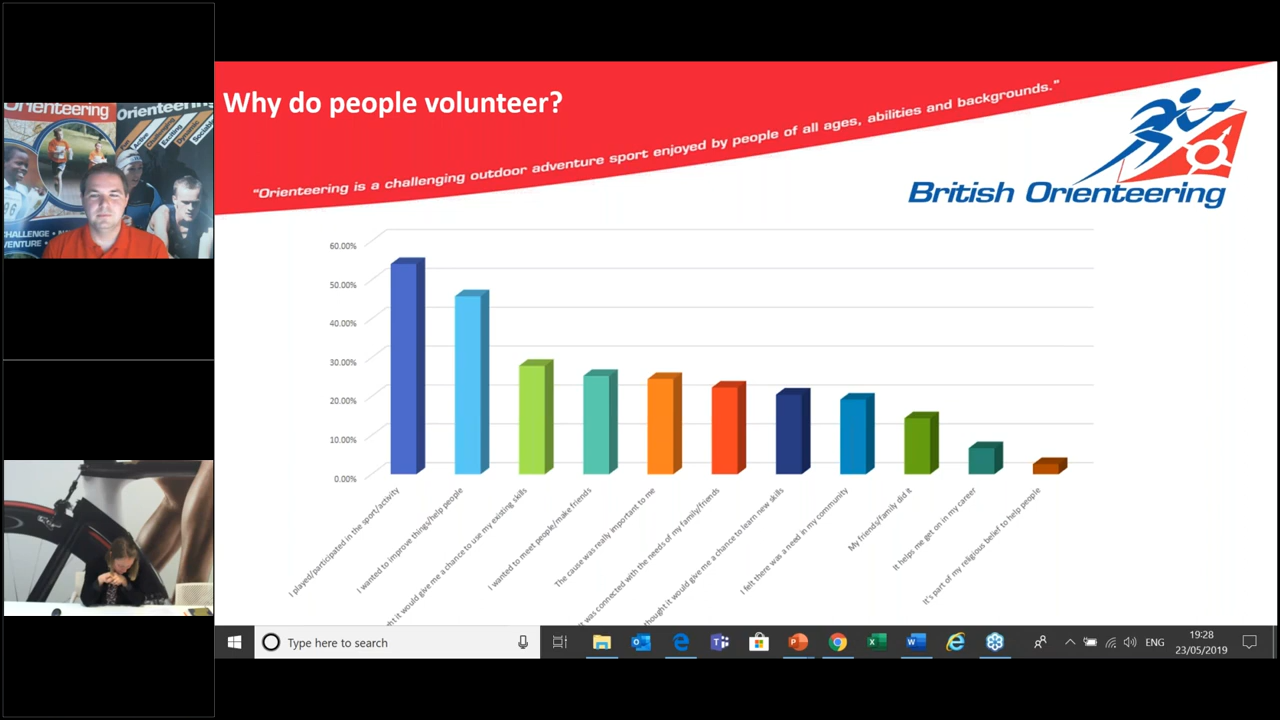 Why do people volunteer?
"Orienteering is a challenging outdoor adventure sport enjoyed by people of all ages, abilities and backgrounds."
British Orienteering
60.00%
50.00%
40.00%
30.00%
20.00%
10.00%
0.00%
I played/participated in the sport/activity
I wanted to improve things/help people
it would give me a chance to use my existing skills
I wanted to meet people/make friends
The cause was really important to me
was connected with the needs of my family/friends
thought it would give me a chance to learn new skills
I felt there was a need in my community
My friends/family did it
It helps me get on in my career
It's part of my religious belief to help people
Orienteering
Orienteering
CHALLENGE
Type here to search
ENG
19:28
23/05/2019